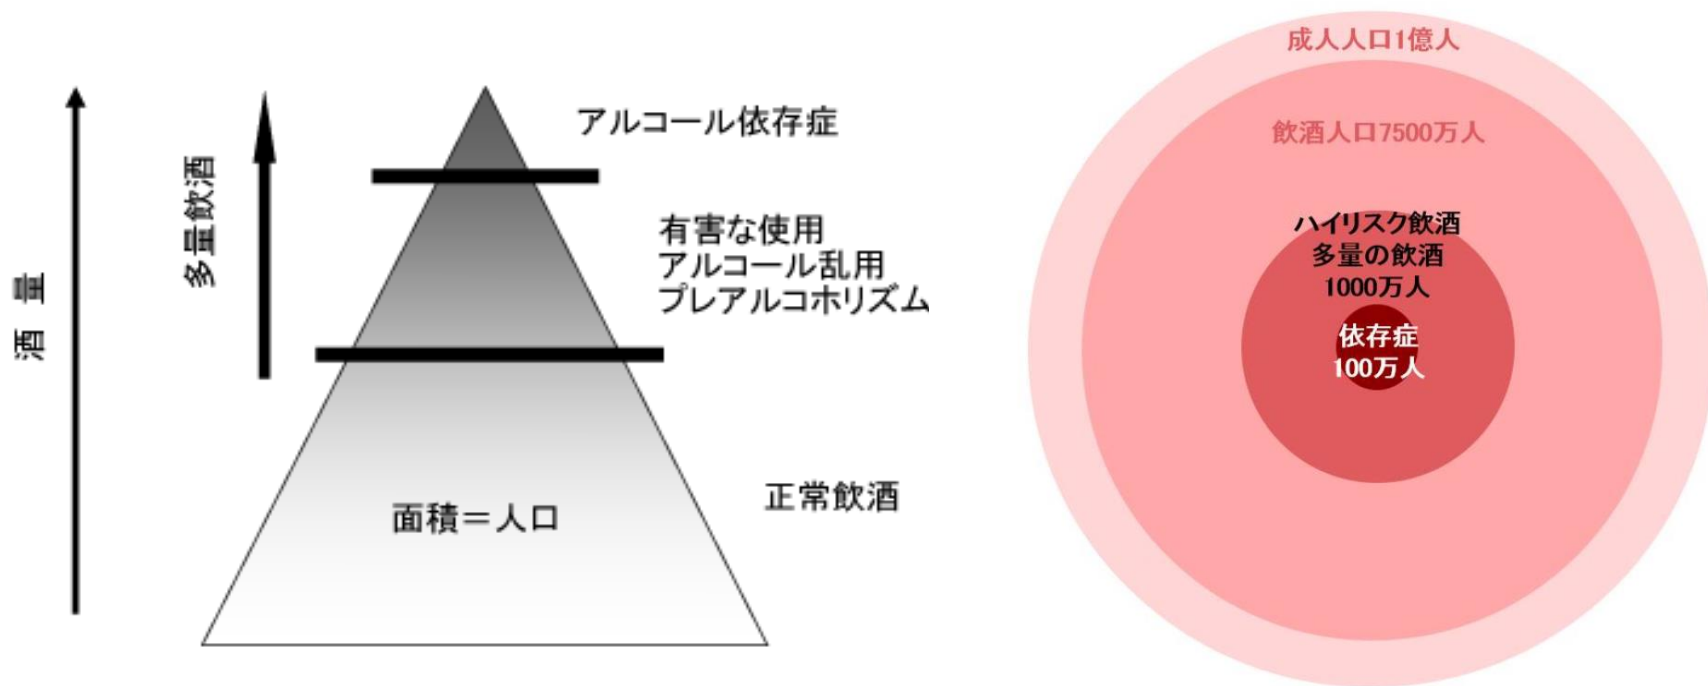 酒量
多量飲酒
アルコール依存症
有害な使用
アルコール乱用
プレアルコホリズム
正常飲酒
面積＝人口
成人人口1億人
飲酒人口7500万人
ハイリスク飲酒
多量の飲酒
1000万人
依存症
100万人